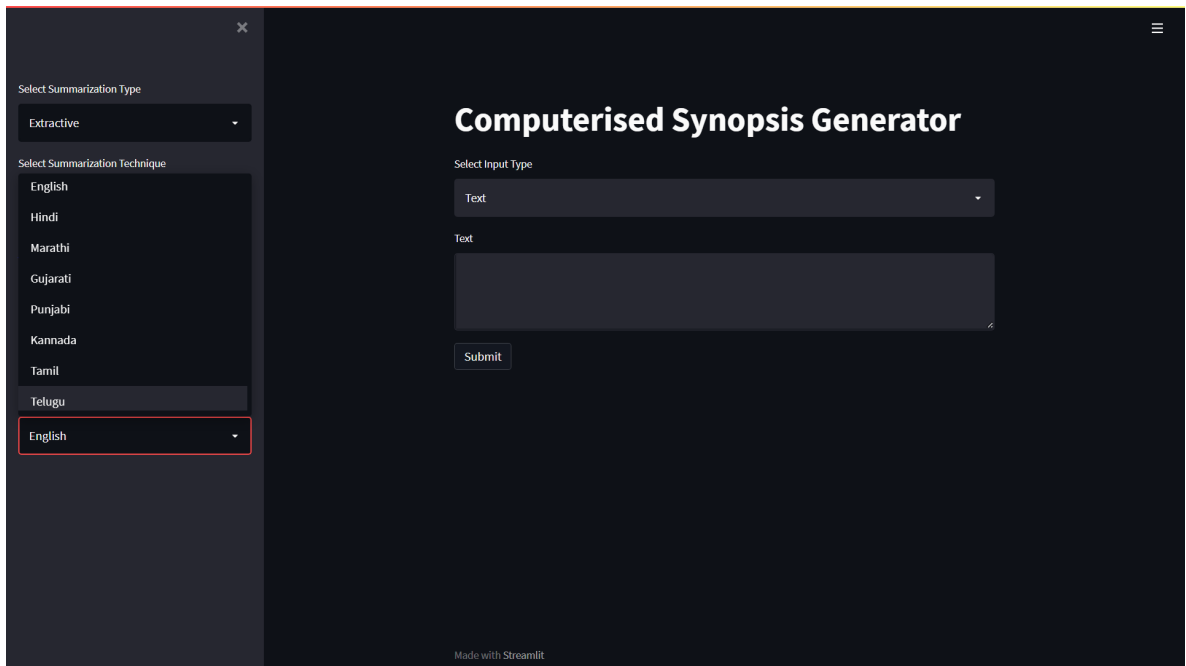 Select Summarization Type
Extractive
Select Summarization Technique
English
Hindi
Marathi
Gujarati
Punjabi
Kannada
Tamil
Telugu
English
Computerised Synopsis Generator
Select Input Type
Text
Text
Submit
Made with Streamlit